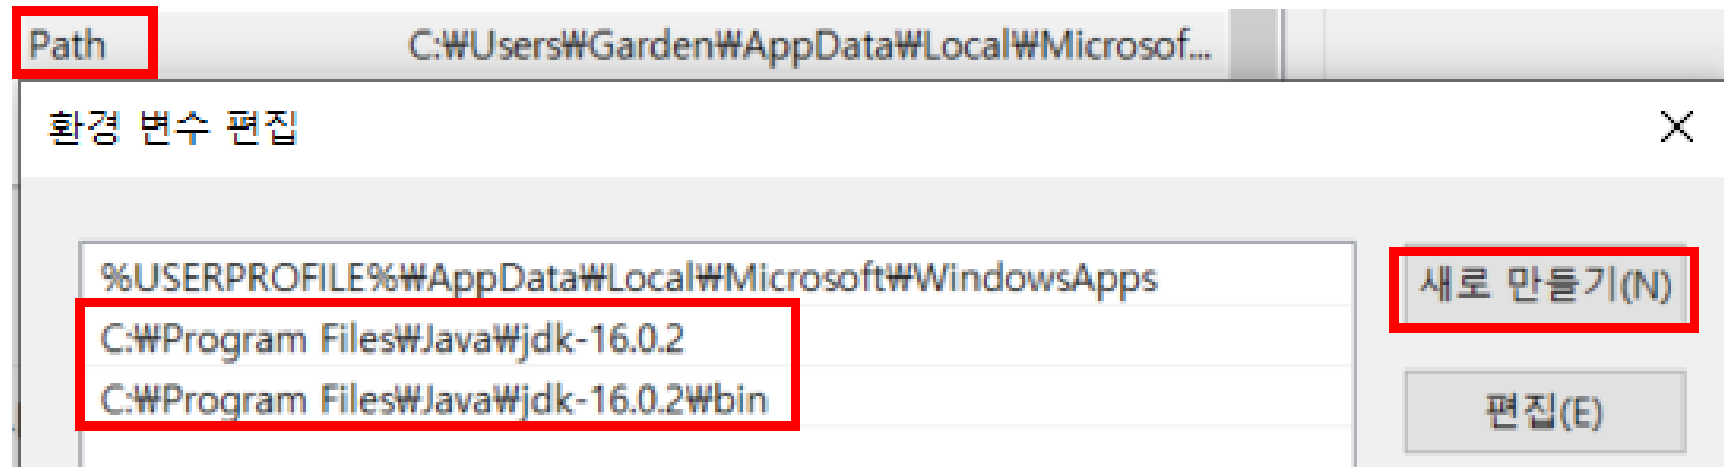 Path C:₩Users₩Garden₩AppData₩Local₩Microsof...
환경 변수 편집
%USERPROFILE%₩AppData₩Local₩Microsoft₩WindowsApps
새로 만들기(N)
C:₩Program Files₩Java₩jdk-16.0.2
C:₩Program Files₩Java₩jdk-16.0.2₩bin
편집(E)